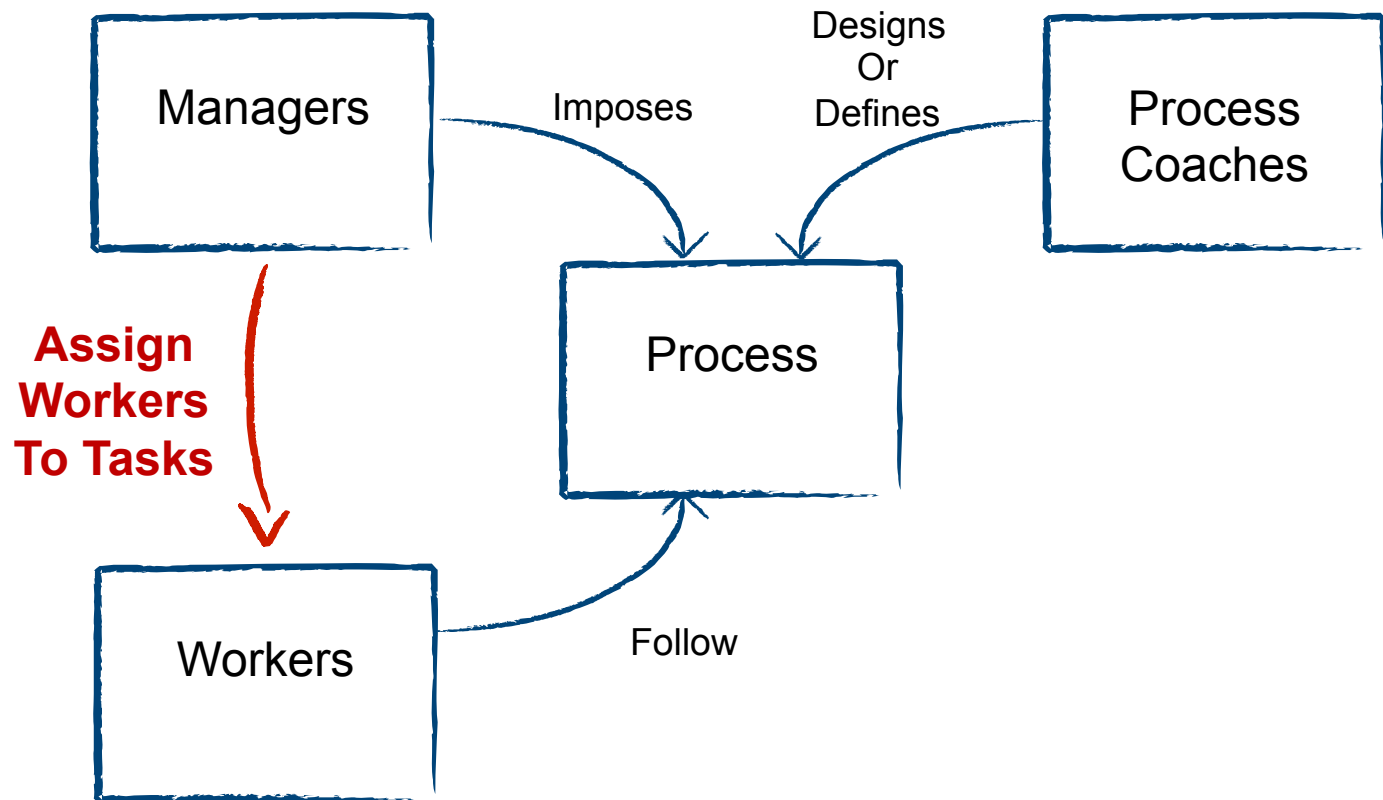 Managers
Imposes
Designs
Or
Defines
Process
Coaches
Assign
Workers
To Tasks
Process
Workers
Follow